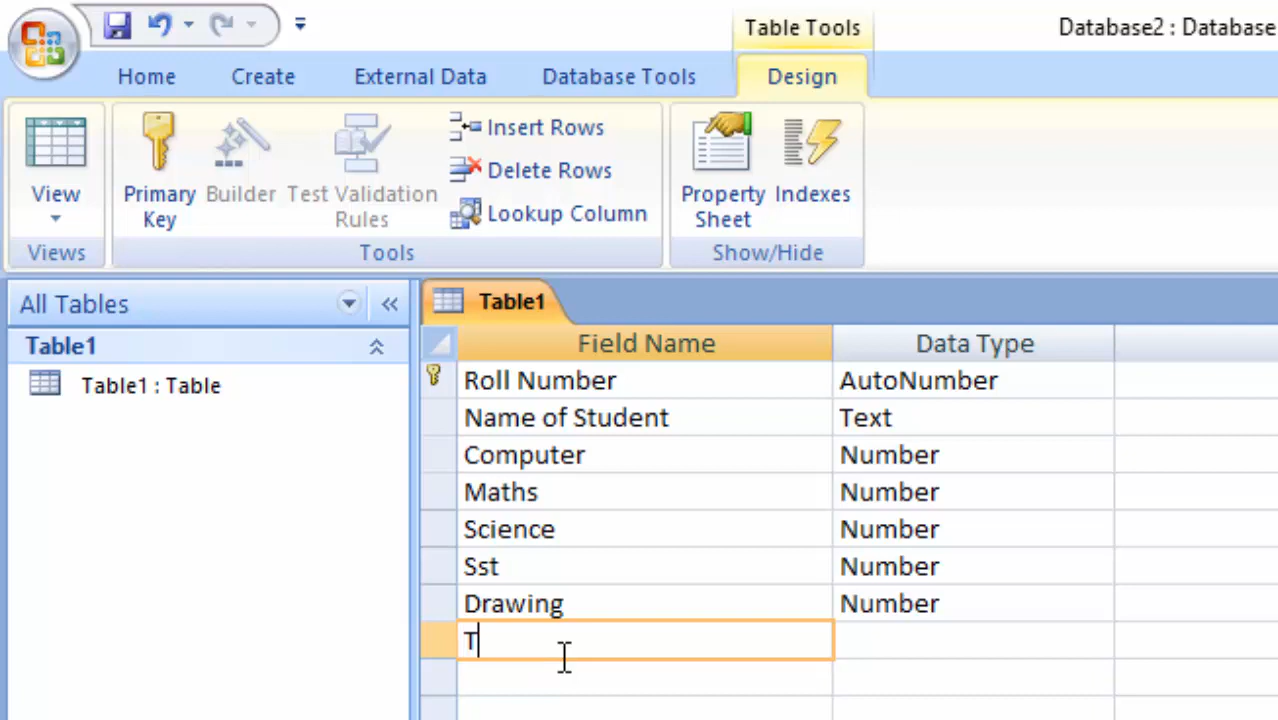 Table Tools
Database2 : Database
Home Create External Data Database Tools Design
Insert Rows
Delete Rows
Lookup Column
View
Primary Key
Builder
Test Validation Rules
Property Sheet
Indexes
Views
Tools
Show/Hide
All Tables
Table1
Table1 : Table
Table1
Field Name Data Type
Roll Number AutoNumber
Name of Student Text
Computer Number
Maths Number
Science Number
Sst Number
Drawing Number
T